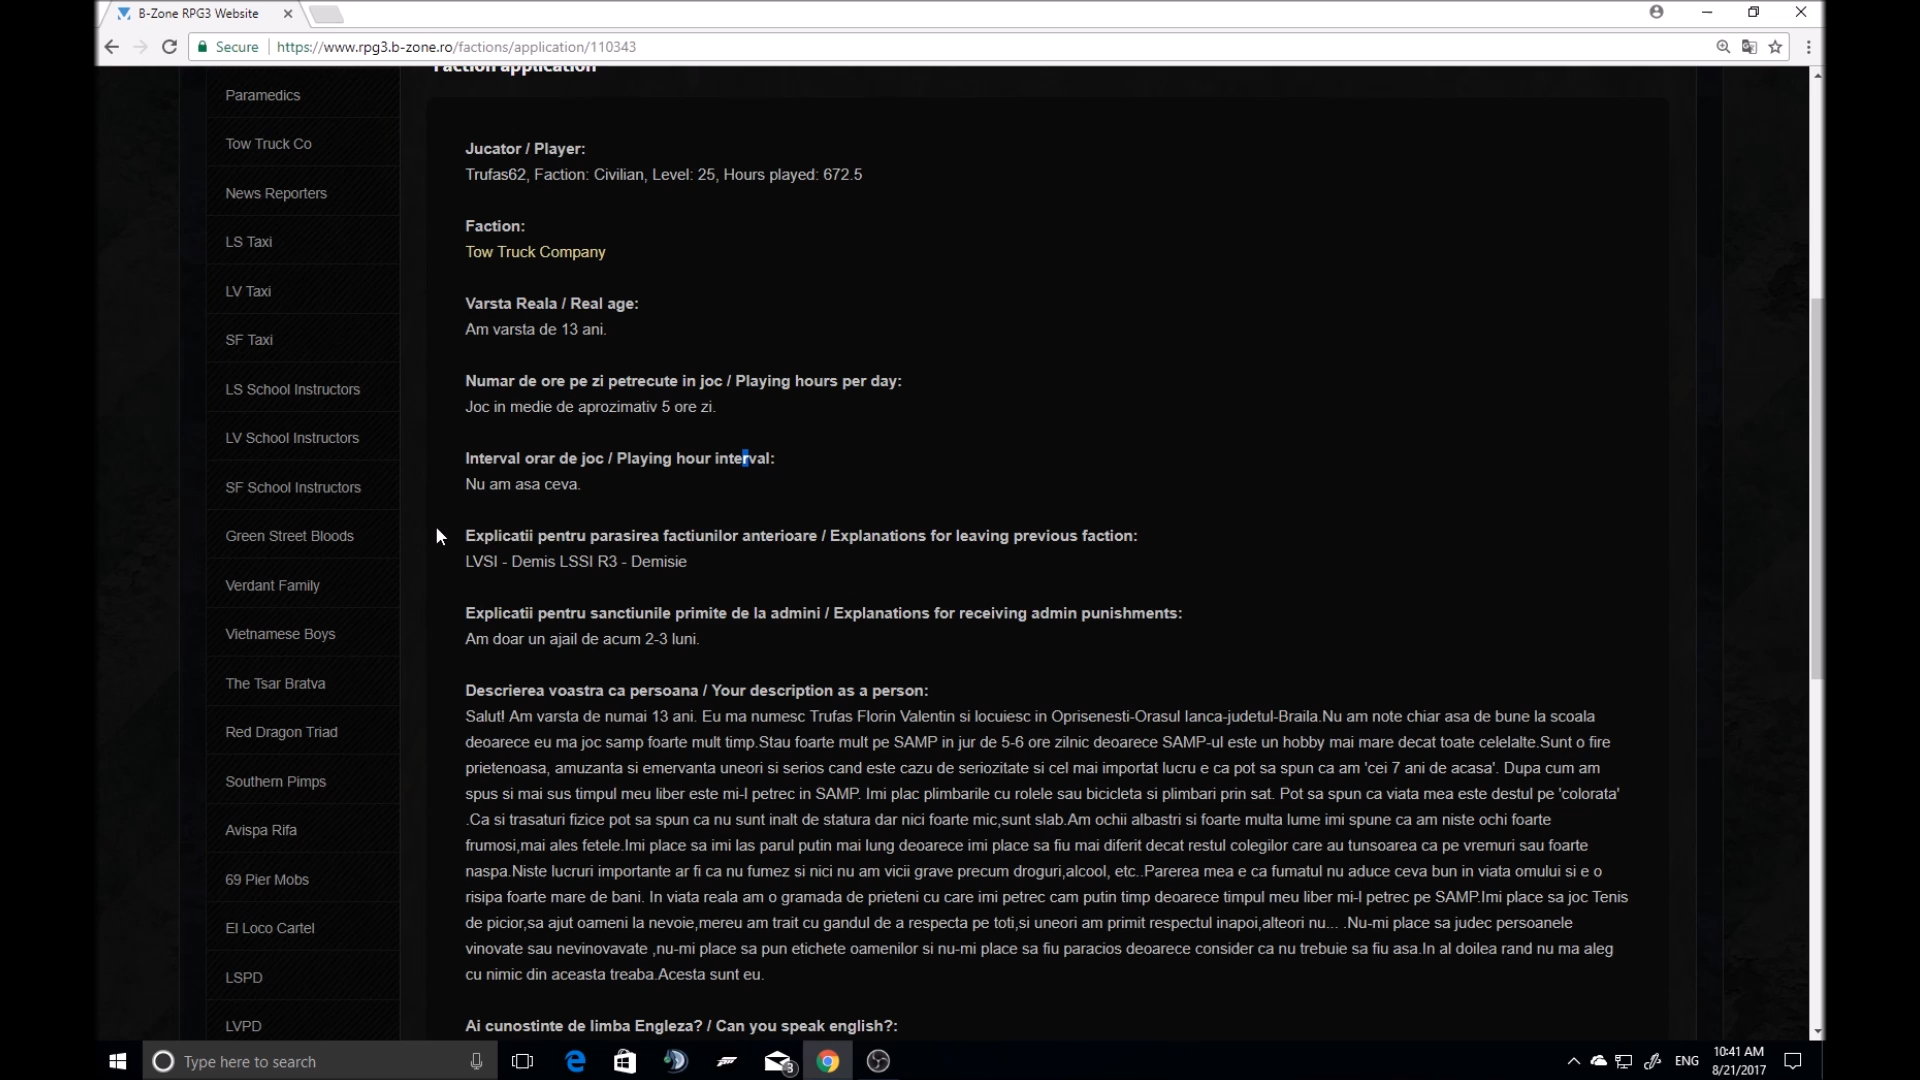 B-Zone RPG3 Website
Secure
https://www.rpg3.b-zone.ro/factions/application/110343
Faction application
Paramedics
Tow Truck Co
News Reporters
LS Taxi
LV Taxi
SF Taxi
LS School Instructors
LV School Instructors
SF School Instructors
Green Street Bloods
Verdant Family
Vietnamese Boys
The Tsar Bratva
Red Dragon Triad
Southern Pimps
Avispa Rifa
69 Pier Mobs
El Loco Cartel
LSPD
LVPD
Jucator / Player:
Trufas62, Faction: Civilian, Level: 25, Hours played: 672.5
Faction:
Tow Truck Company
Varsta Reala / Real age:
Am varsta de 13 ani.
Numar de ore pe zi petrecute in joc / Playing hours per day:
Joc in medie de aprozimativ 5 ore zi.
Interval orar de joc / Playing hour interval:
Nu am asa ceva.
Explicatii pentru parasirea factiunilor anterioare / Explanations for leaving previous faction:
LVSI - Demis LSSI R3 - Demisie
Explicatii pentru sanctiunile primite de la admini / Explanations for receiving admin punishments:
Am doar un ajail de acum 2-3 luni.
Descrierea voastra ca persoana / Your description as a person:
Salut! Am varsta de numai 13 ani. Eu ma numesc Trufas Florin Valentin si locuiesc in Oprisenesti-Orasul Ianca-judetul-Braila.Nu am note chiar asa de bune la scoala
deoarece eu ma joc samp foarte mult timp.Stau foarte mult pe SAMP in jur de 5-6 ore zilnic deoarece SAMP-ul este un hobby mai mare decat toate celelalte.Sunt o fire
prietenoasa, amuzanta si emervanta uneori si serios cand este cazu de seriozitate si cel mai importat lucru e ca pot sa spun ca am 'cei 7 ani de acasa'. Dupa cum am
spus si mai sus timpul meu liber este mi-l petrec in SAMP. Imi plac plimbarile cu rolele sau bicicleta si plimbari prin sat. Pot sa spun ca viata mea este destul pe 'colorata'
.Ca si trasaturi fizice pot sa spun ca nu sunt inalt de statura dar nici foarte mic,sunt slab.Am ochii albastri si foarte multa lume imi spune ca am niste ochi foarte
frumosi,mai ales fetele.Imi place sa imi las parul putin mai lung deoarece imi place sa fiu mai diferit decat restul colegilor care au tunsoarea ca pe vremuri sau foarte
naspa.Niste lucruri importante ar fi ca nu fumez si nici nu am vicii grave precum droguri,alcool, etc..Parerea mea e ca fumatul nu aduce ceva bun in viata omului si e o
risipa foarte mare de bani. In viata reala am o gramada de prieteni cu care imi petrec cam putin timp deoarece timpul meu liber mi-l petrec pe SAMP.Imi place sa joc Tenis
de picior,sa ajut oameni la nevoie,mereu am trait cu gandul de a respecta pe toti,si uneori am primit respectul inapoi,alteori nu... .Nu-mi place sa judec persoanele
vinovate sau nevinovavate ,nu-mi place sa pun etichete oamenilor si nu-mi place sa fiu paracios deoarece consider ca nu trebuie sa fiu asa.In al doilea rand nu ma aleg
cu nimic din aceasta treaba.Acesta sunt eu.
Ai cunostinte de limba Engleza? / Can you speak english?:
Type here to search
3
ENG
10:41 AM
8/21/2017